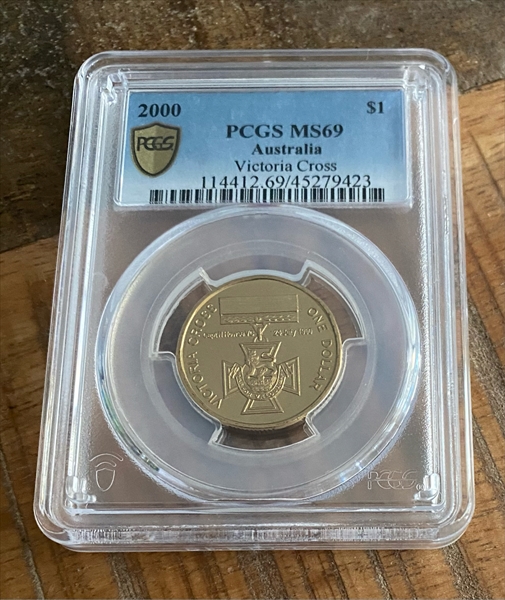 2000
$1
PCGS
PCGS MS69
Australia
Victoria Cross
114412.69/45279423
VICTORIA CROSS
ONE DOLLAR
PCGS